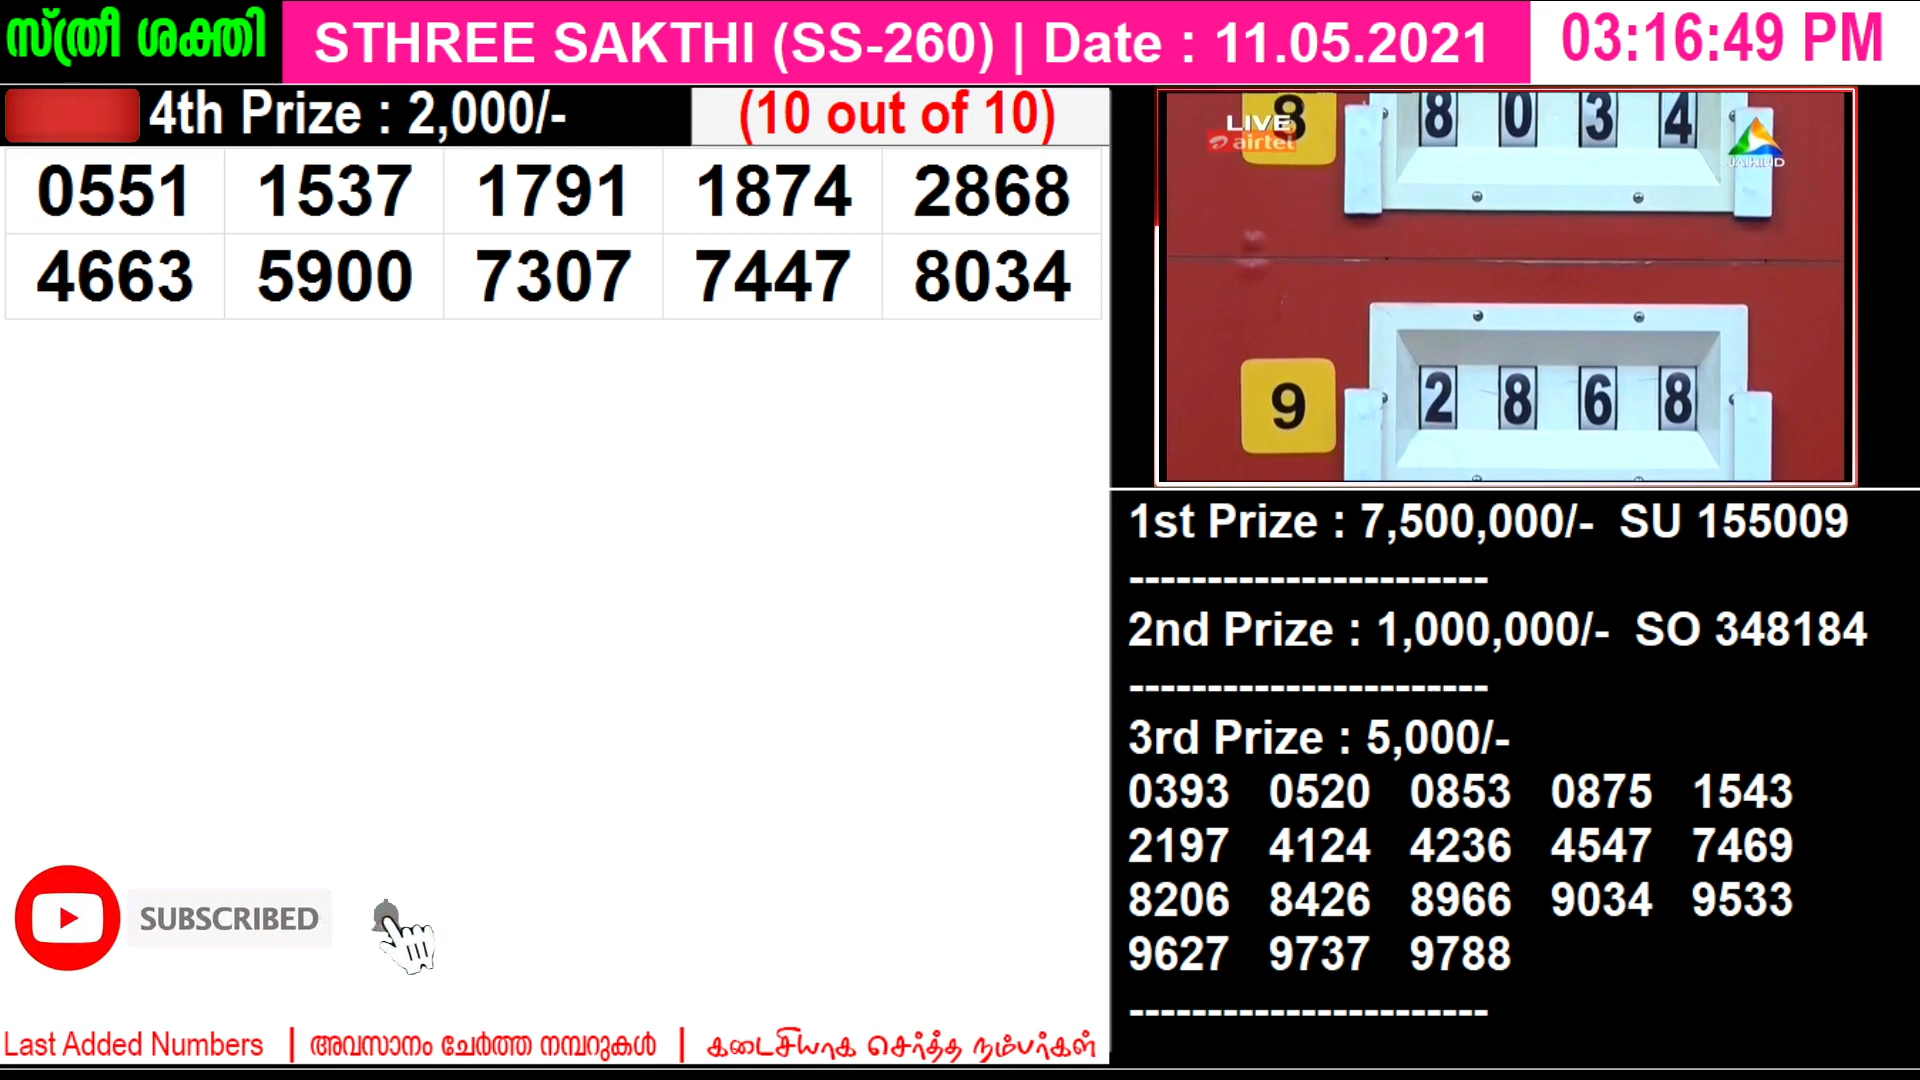 സ്ത്രീ ശക്തി
STHREE SAKTHI (SS-260) | Date : 11.05.2021
03:16:49 PM
4th Prize : 2,000/-
(10 out of 10)
0551 1537 1791 1874 2868
4663 5900 7307 7447 8034
8 8 0 3 4
LIVE
airtel
JAIHIND
9 2 8 6 8
1st Prize : 7,500,000/- SU 155009
-----------------------
2nd Prize : 1,000,000/- SO 348184
-----------------------
3rd Prize : 5,000/-
0393 0520 0853 0875 1543
2197 4124 4236 4547 7469
8206 8426 8966 9034 9533
9627 9737 9788
-----------------------
SUBSCRIBED
Last Added Numbers | അവസാനം ചേർത്ത നമ്പറുകൾ | கடைசியாக சேர்த்த நம்பர்கள்